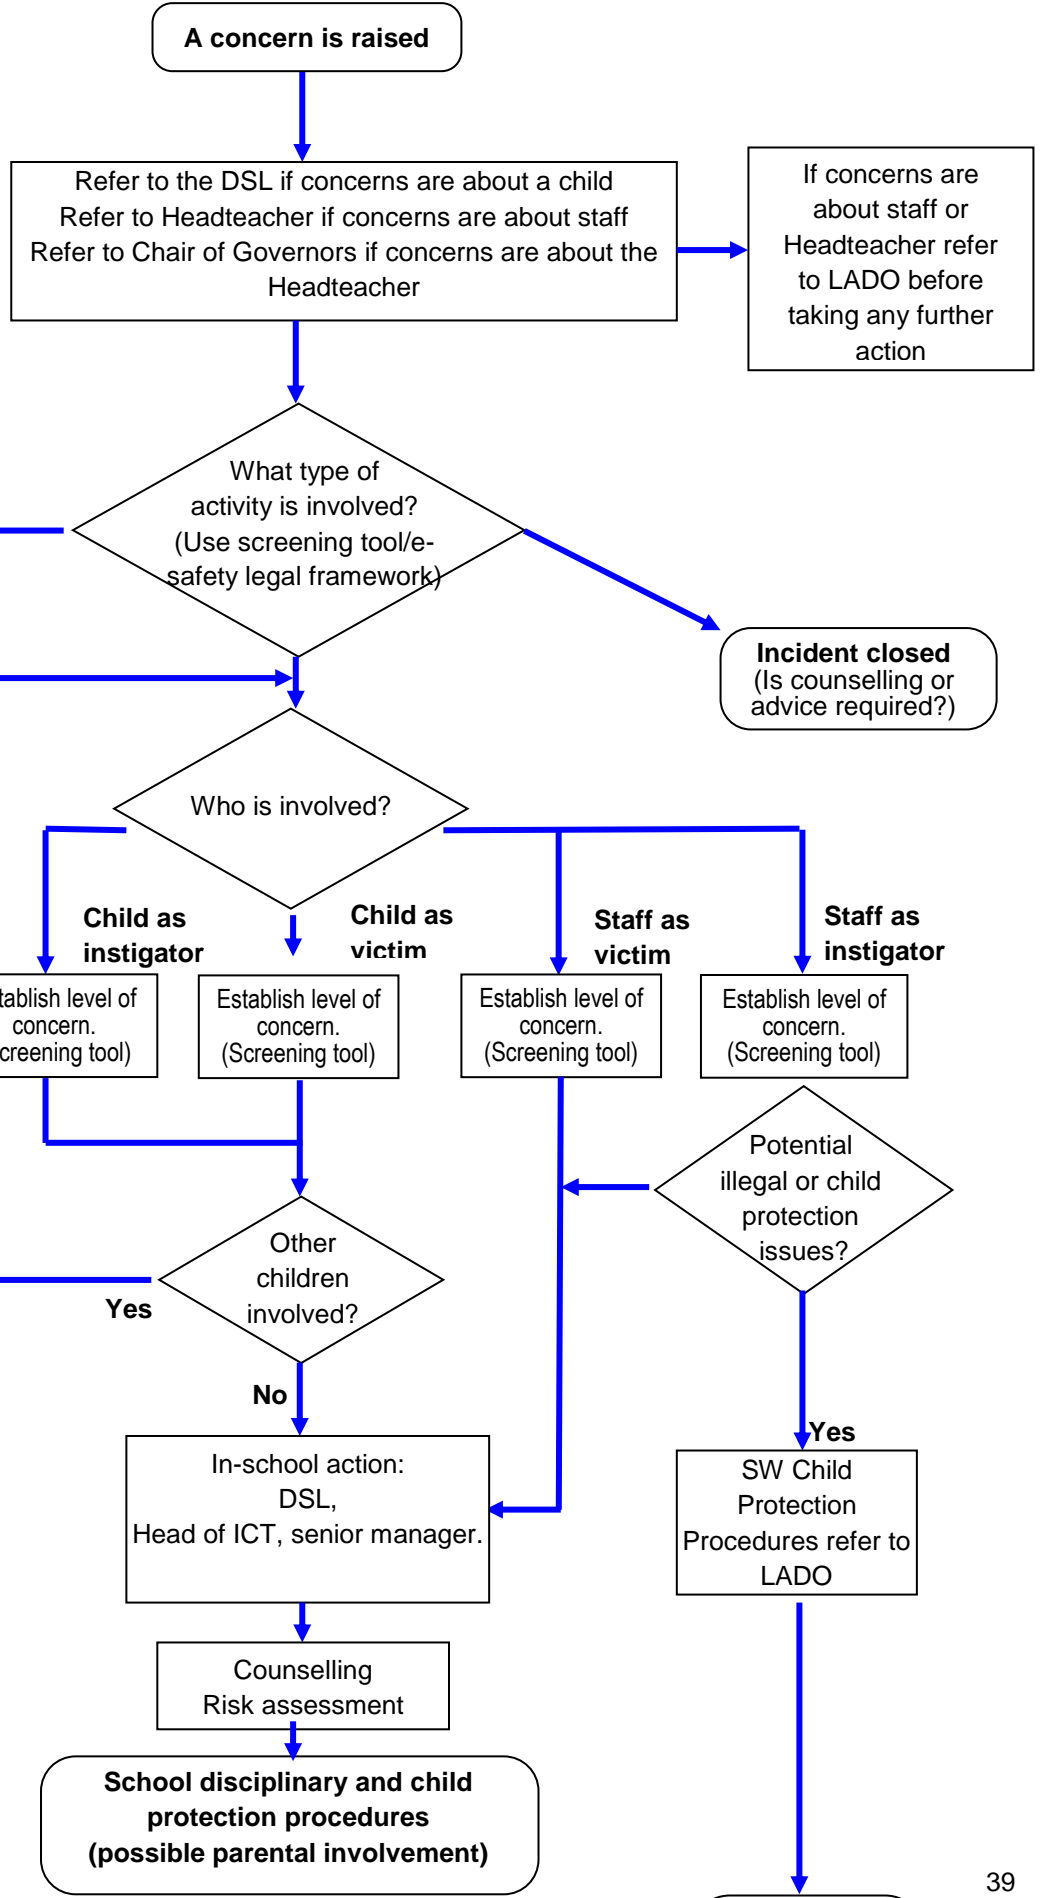 A concern is raised
Refer to the DSL if concerns are about a child
Refer to Headteacher if concerns are about staff
Refer to Chair of Governors if concerns are about the
Headteacher
If concerns are
about staff or
Headteacher refer
to LADO before
taking any further
action
What type of
activity is involved?
(Use screening tool/e-
safety legal framework)
Incident closed
(Is counselling or
advice required?)
Who is involved?
Child as
instigator
Child as
victim
Staff as
victim
Staff as
instigator
tablish level of
concern.
creening tool)
Establish level of
concern.
(Screening tool)
Establish level of
concern.
(Screening tool)
Establish level of
concern.
(Screening tool)
Potential
illegal or child
protection
issues?
Other
children
involved?
Yes
No
Yes
In-school action:
DSL,
Head of ICT, senior manager.
SW Child
Protection
Procedures refer to
LADO
Counselling
Risk assessment
School disciplinary and child
protection procedures
(possible parental involvement)
39